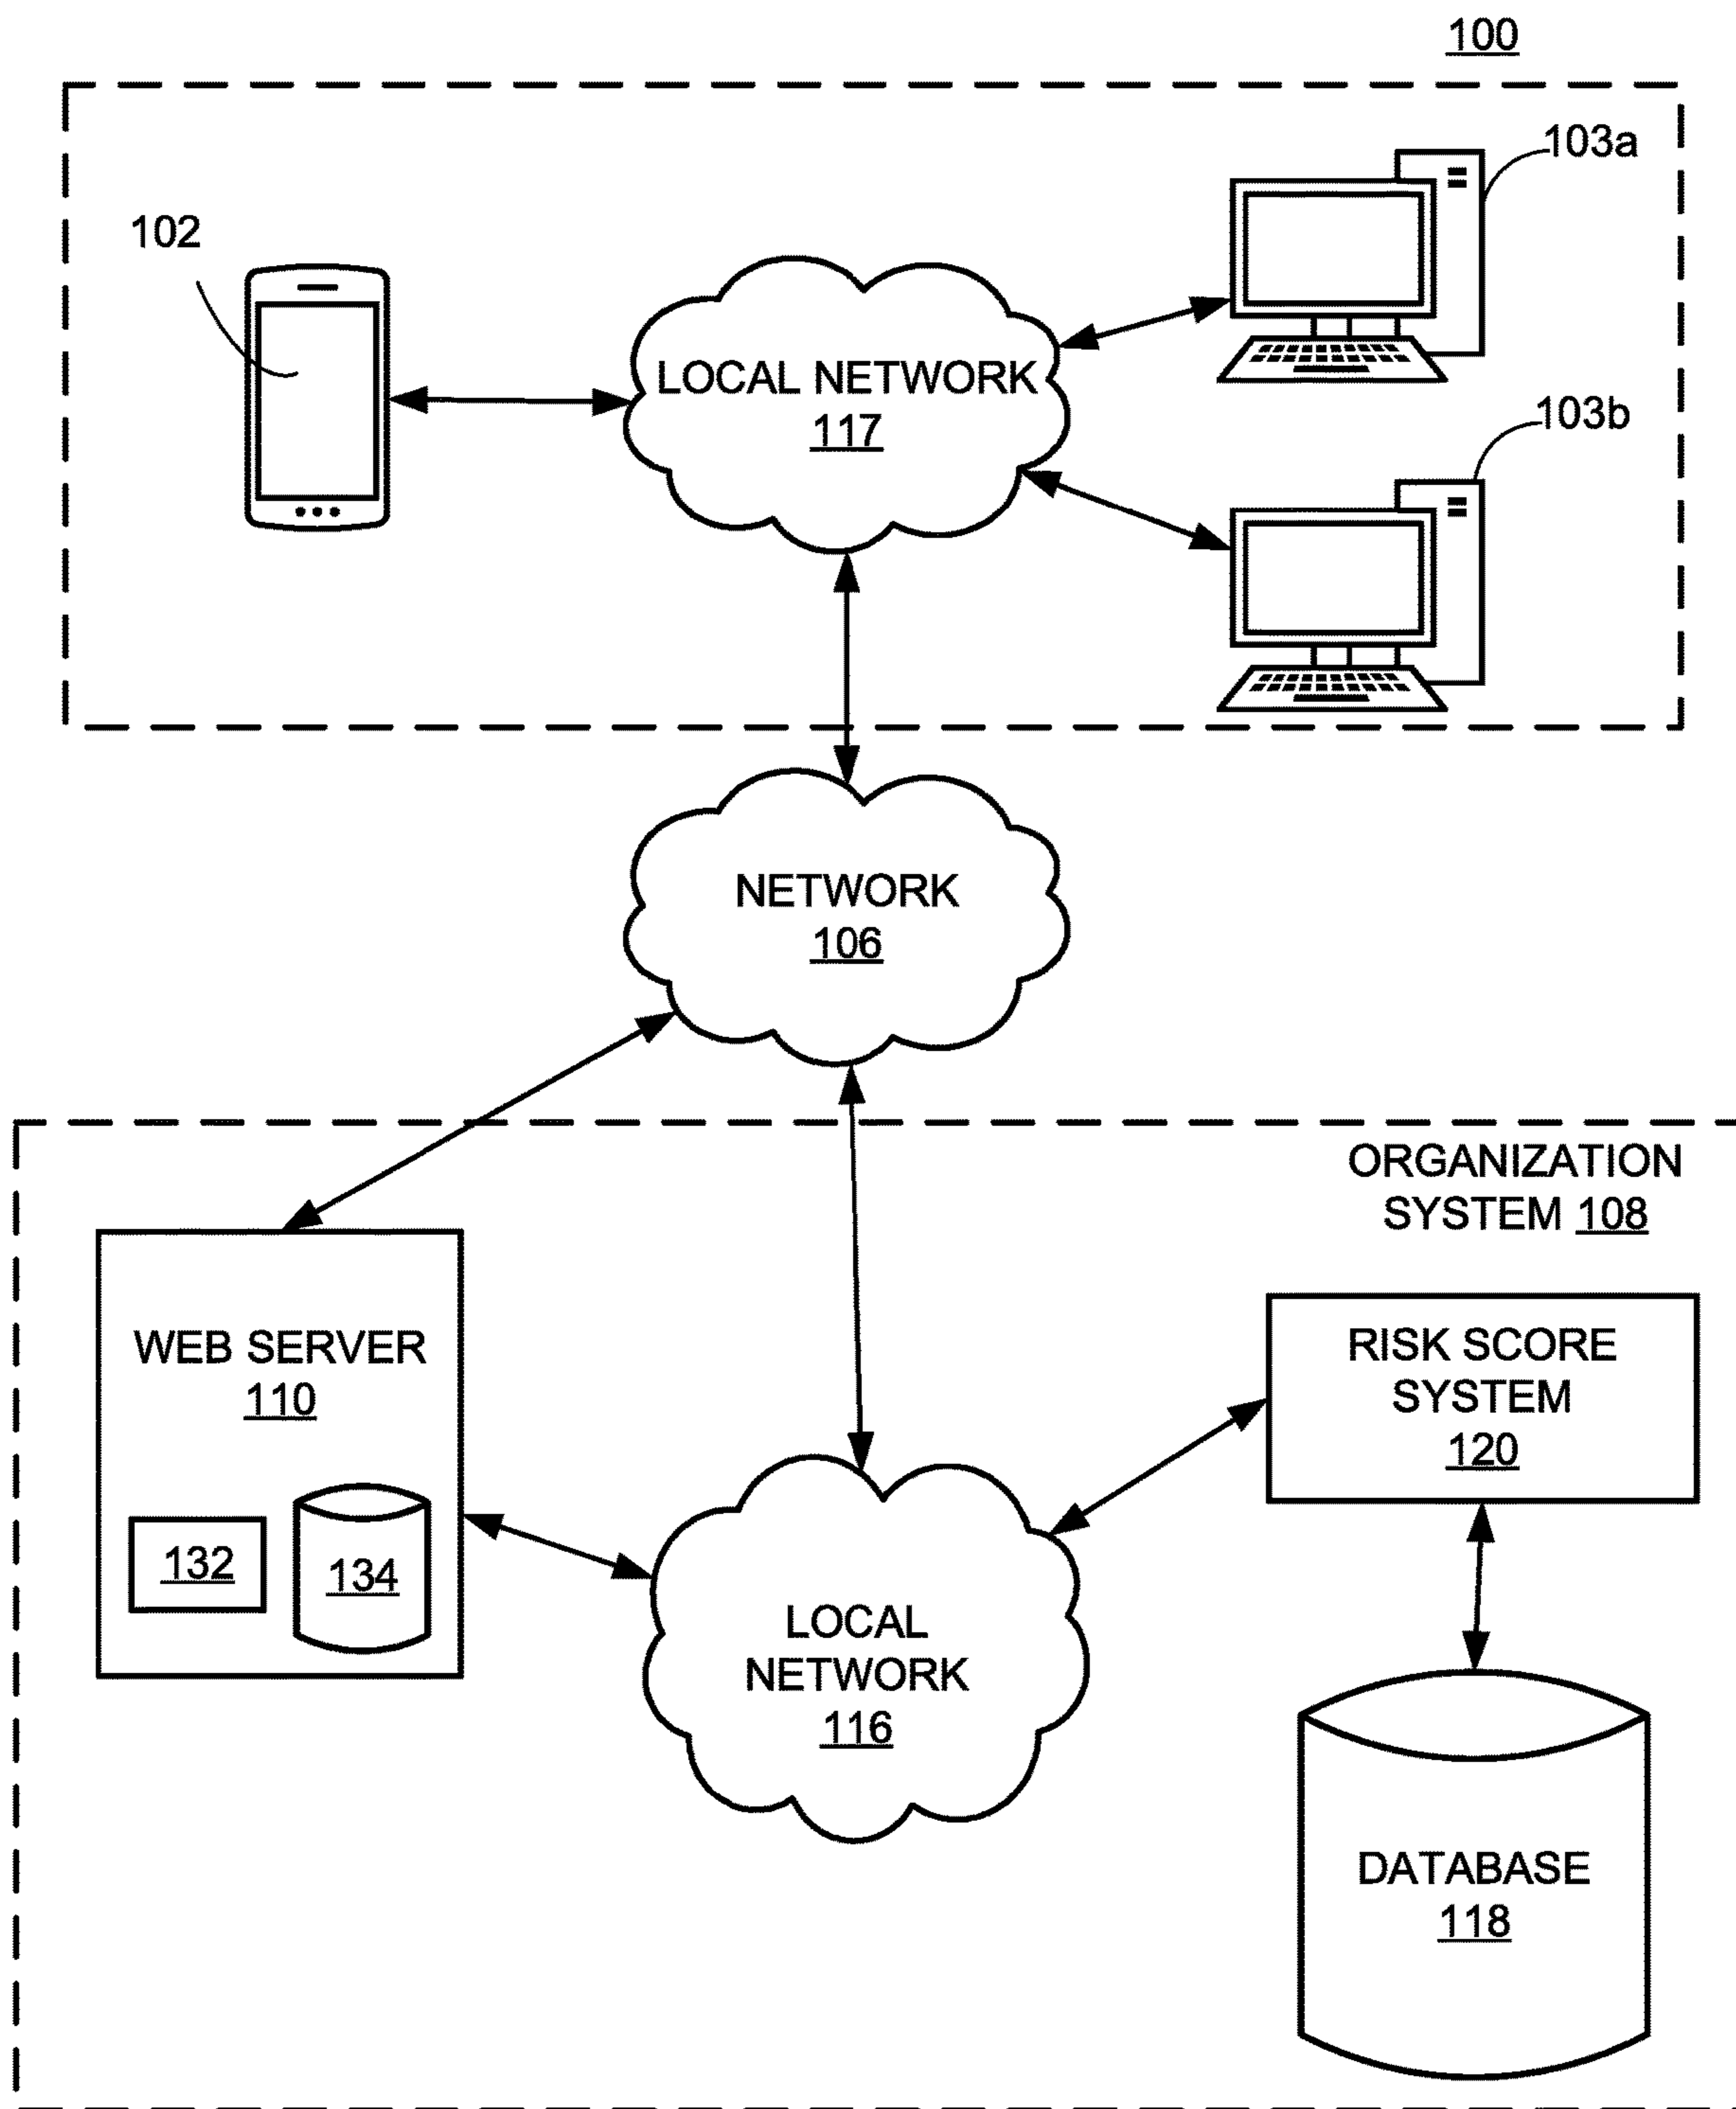 100
103a
102
LOCAL NETWORK
117
103b
NETWORK
106
ORGANIZATION
SYSTEM 108
WEB SERVER
110
RISK SCORE
SYSTEM
120
132
134
LOCAL
NETWORK
116
DATABASE
118